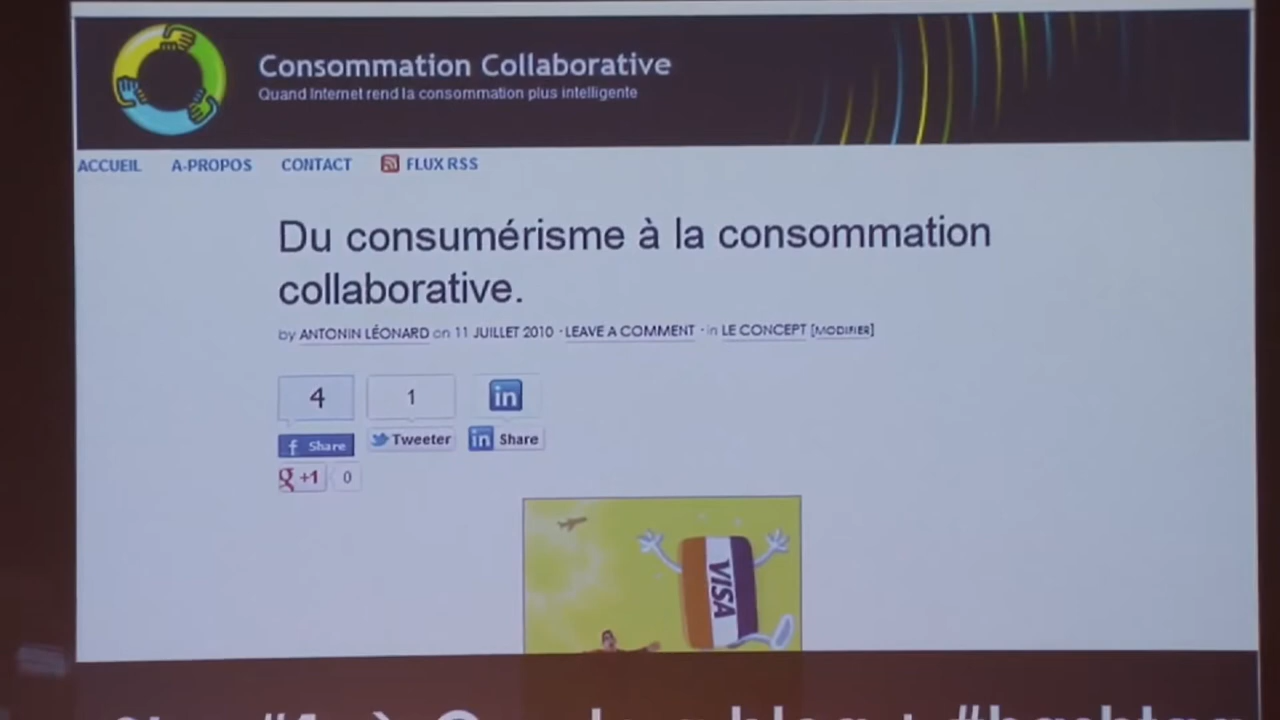 Consommation Collaborative
Quand Internet rend la consommation plus intelligente
ACCUEIL A-PROPOS CONTACT FLUX RSS
Du consumérisme à la consommation
collaborative.
by ANTONIN LÉONARD on 11 JUILLET 2010 · LEAVE A COMMENT · in LE CONCEPT [MODIFIER]
4 1 in
f Share Tweeter in Share
g +1 0
VISA